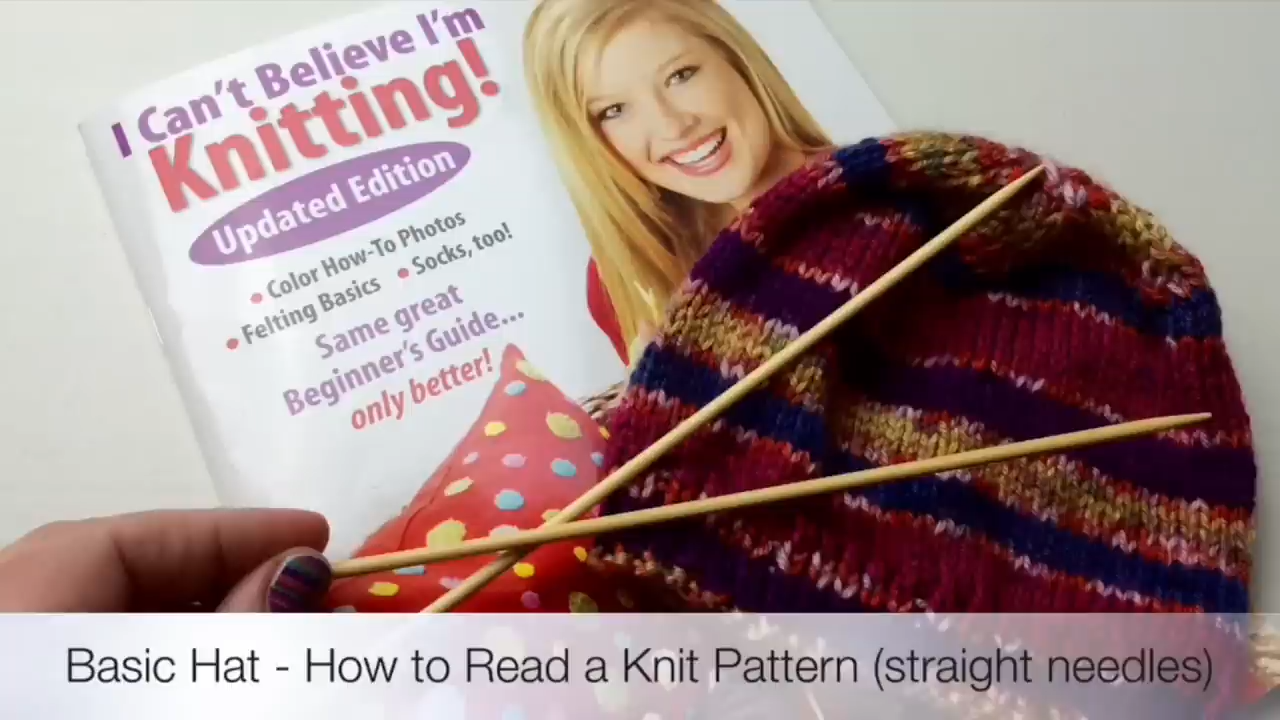 I Can't Believe I'm
Knitting!
Updated Edition
• Color How-To Photos
• Felting Basics • Socks, too!
Same great
Beginner's Guide...
only better!
Basic Hat - How to Read a Knit Pattern (straight needles)